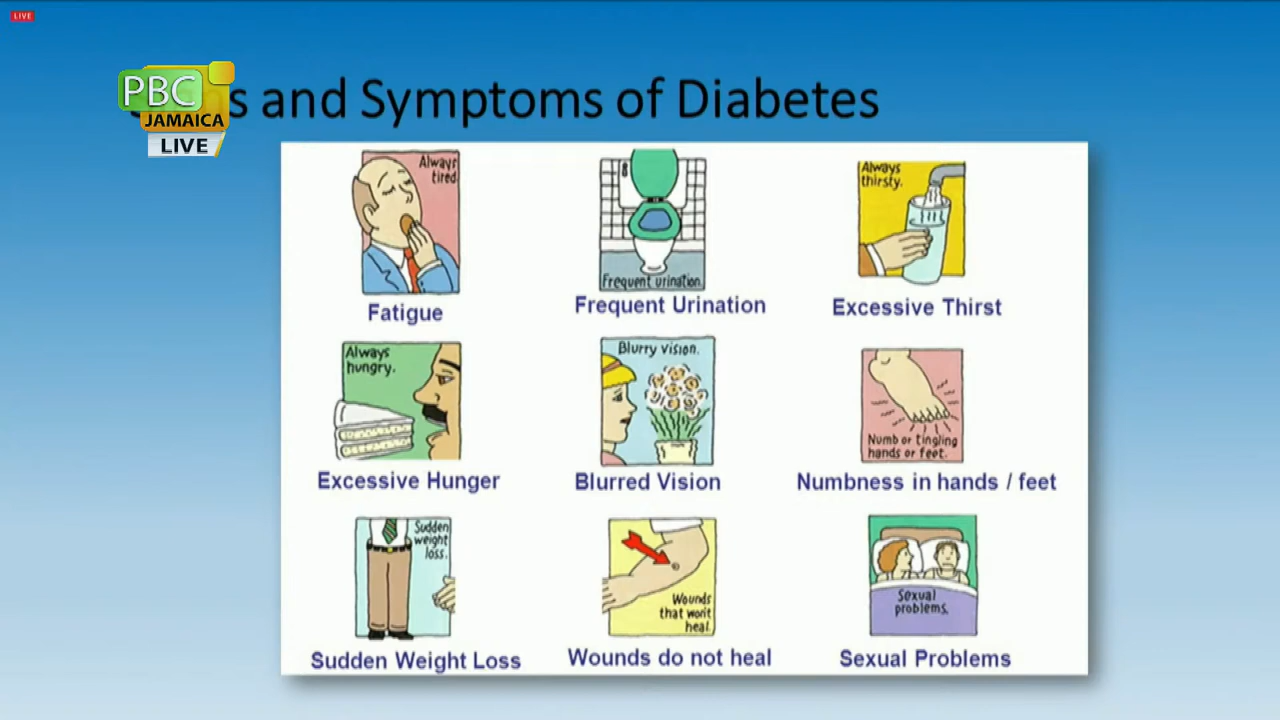 LIVE
PBC
JAMAICA
LIVE
and Symptoms of Diabetes
Always
tired.
Fatigue
Frequent urination.
Frequent Urination
Always
thirsty.
Excessive Thirst
Always
hungry.
Excessive Hunger
Blurry vision.
Blurred Vision
Numb or tingling
hands or feet.
Numbness in hands / feet
Sudden
weight
loss.
Sudden Weight Loss
Wounds
that won't
heal.
Wounds do not heal
Sexual
problems.
Sexual Problems